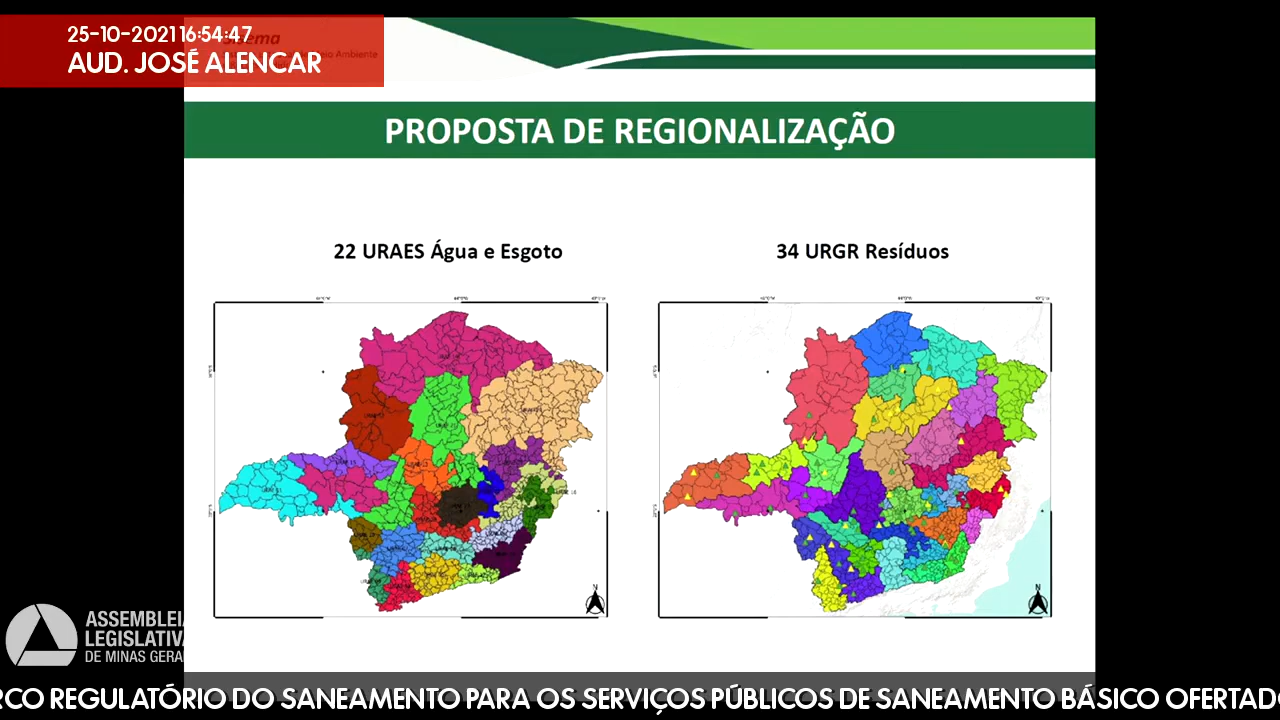 25-10-2021 16:54:47
AUD. JOSÉ ALENCAR
PROPOSTA DE REGIONALIZAÇÃO
22 URAES Água e Esgoto
34 URGR Resíduos
N
N
ASSEMBLEIA
LEGISLATIVA
DE MINAS GERAI
RCO REGULATÓRIO DO SANEAMENTO PARA OS SERVIÇOS PÚBLICOS DE SANEAMENTO BÁSICO OFERTADO